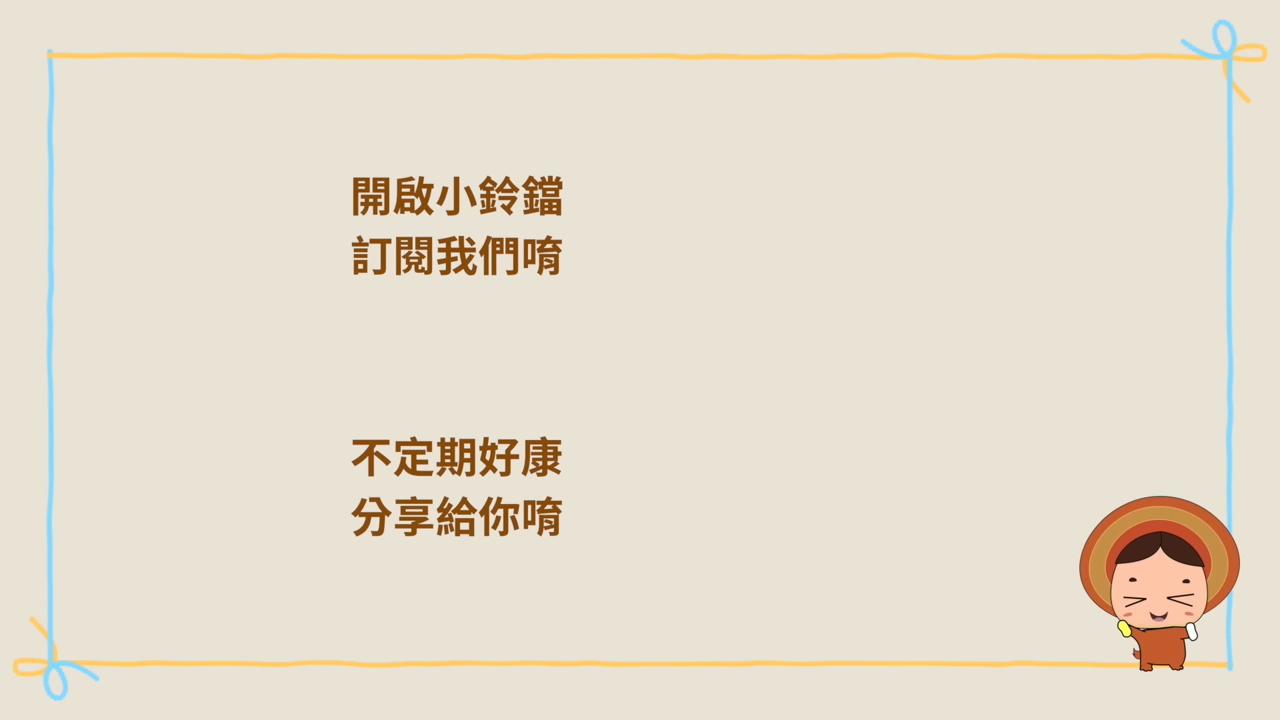 開啟小鈴鐺
訂閱我們唷
不定期好康
分享給你唷